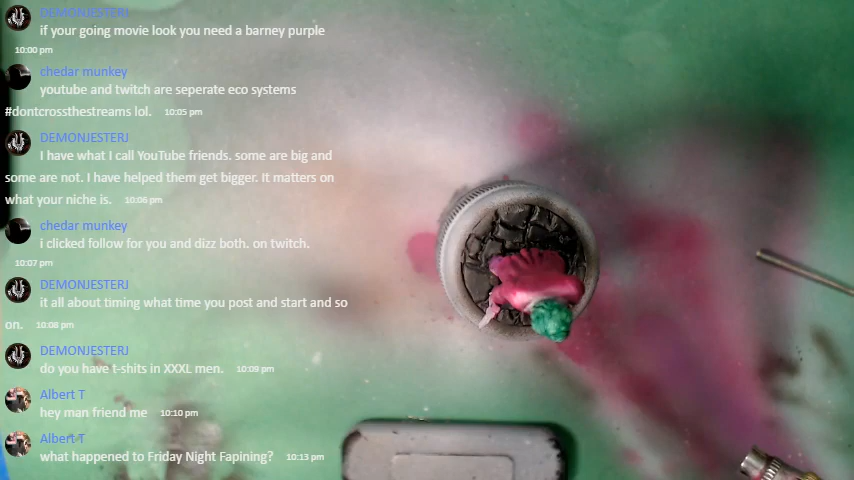 DEMONJESTERJ
if your going movie look you need a barney purple
10:00 pm
chedar munkey
youtube and twitch are seperate eco systems
#dontcrossthestreams lol. 10:05 pm
DEMONJESTERJ
I have what I call YouTube friends. some are big and
some are not. I have helped them get bigger. It matters on
what your niche is. 10:06 pm
chedar munkey
i clicked follow for you and dizz both. on twitch.
10:07 pm
DEMONJESTERJ
it all about timing what time you post and start and so
on. 10:08 pm
DEMONJESTERJ
do you have t-shits in XXXL men. 10:09 pm
Albert T
hey man friend me 10:10 pm
Albert T
what happened to Friday Night Fapining? 10:13 pm